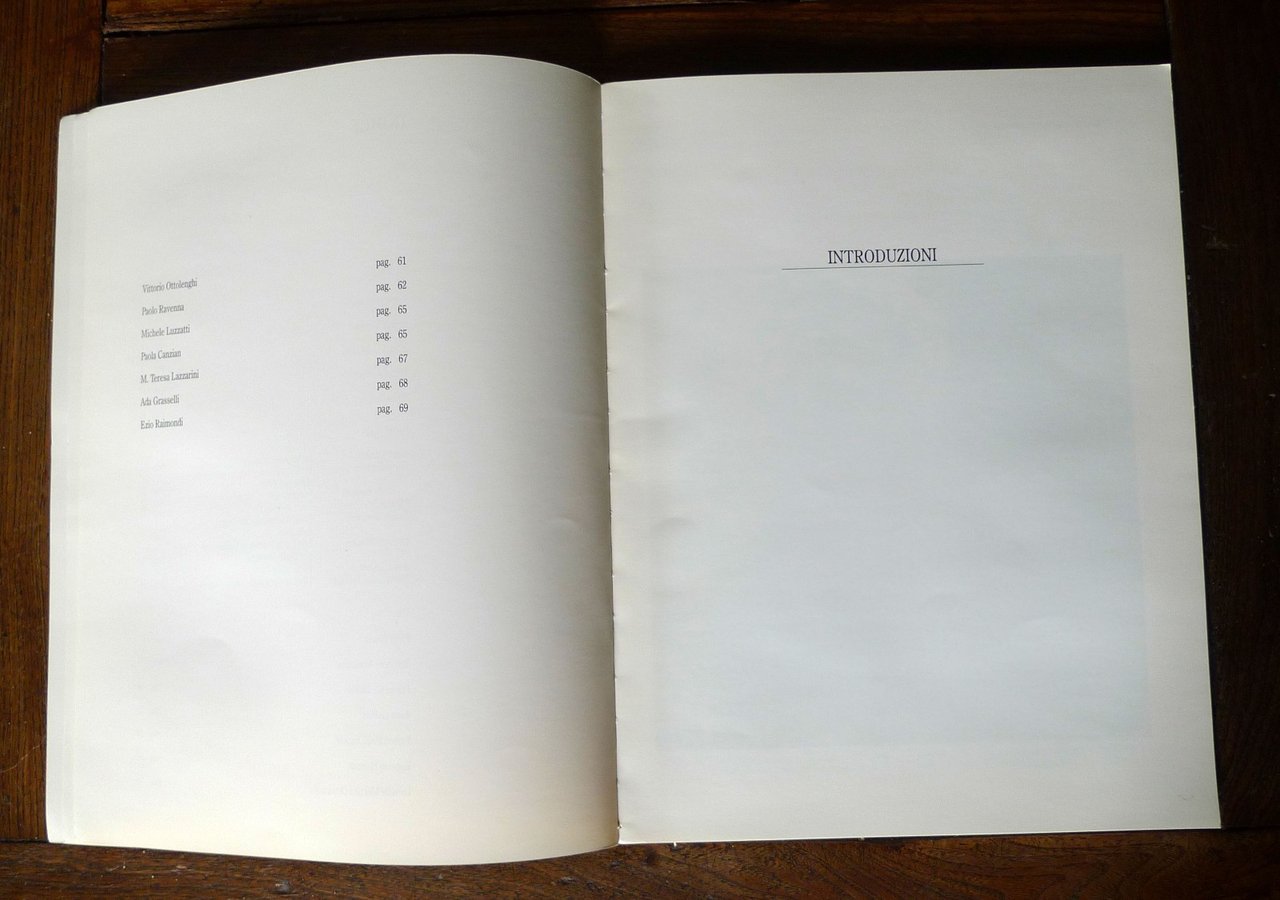 Vittorio Ottolenghi pag. 61
Paolo Ravenna pag. 62
Michele Luzzatti pag. 65
Paola Canzian pag. 65
M. Teresa Lazzarini pag. 67
Ada Grasselli pag. 68
Ezio Raimondi pag. 69
INTRODUZIONI